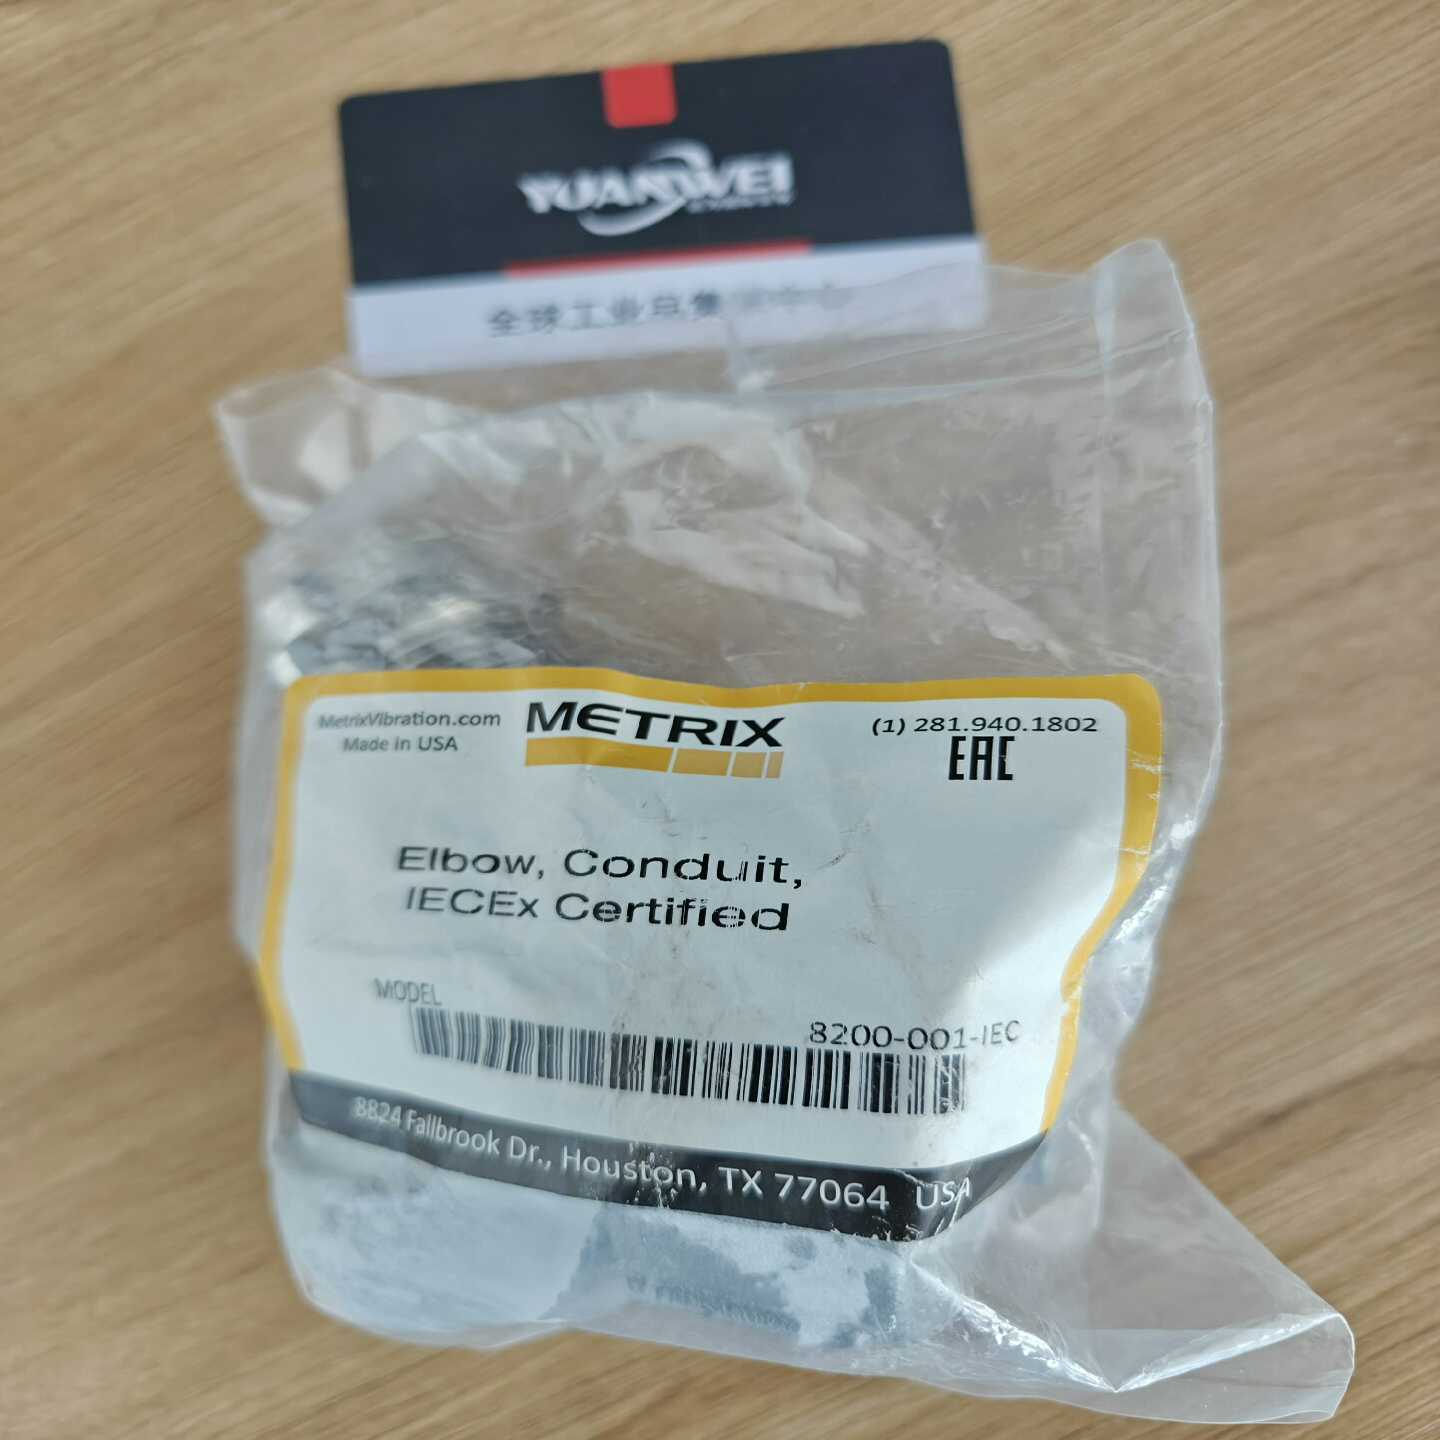 YUANWEI
全球工业总集
MetrixVibration.com
Made in USA
METRIX
(1) 281.940.1802
EAC
Elbow, Conduit,
IECEx Certified
MODEL
8200-001-IEC
8824 Fallbrook Dr., Houston, TX 77064 USA